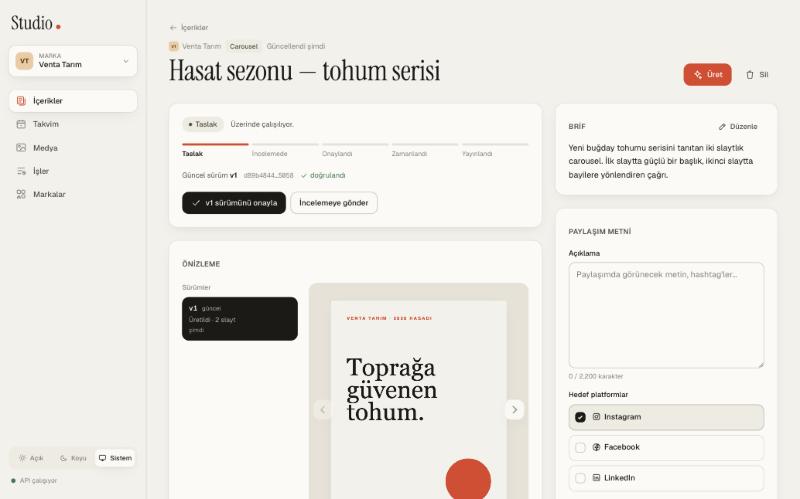 Studio
VT
MARKA
Venta Tarım
İçerikler
Takvim
Medya
İşler
Markalar
Açık
Koyu
Sistem
API çalışıyor
← İçerikler
VT Venta Tarım Carousel Güncellendi şimdi
Hasat sezonu — tohum serisi
Üret
Sil
Taslak Üzerinde çalışılıyor.
Taslak İncelemede Onaylandı Zamanlandı Yayınlandı
Güncel sürüm v1 doğrulandı
v1 sürümünü onayla
İncelemeye gönder
ÖNİZLEME
Sürümler
v1 güncel
Üretildi · 2 slayt
şimdi
VENTA TARIM · 2026 HASADI
Toprağa
güvenen
tohum.
BRİF
Düzenle
Yeni buğday tohumu serisini tanıtan iki slaytlık
carousel. İlk slaytta güçlü bir başlık, ikinci slaytta
bayilere yönlendiren çağrı.
PAYLAŞIM METNİ
Açıklama
Paylaşımda görünecek metin, hashtag'ler…
0 / 2.200 karakter
Hedef platformlar
Instagram
Facebook
LinkedIn